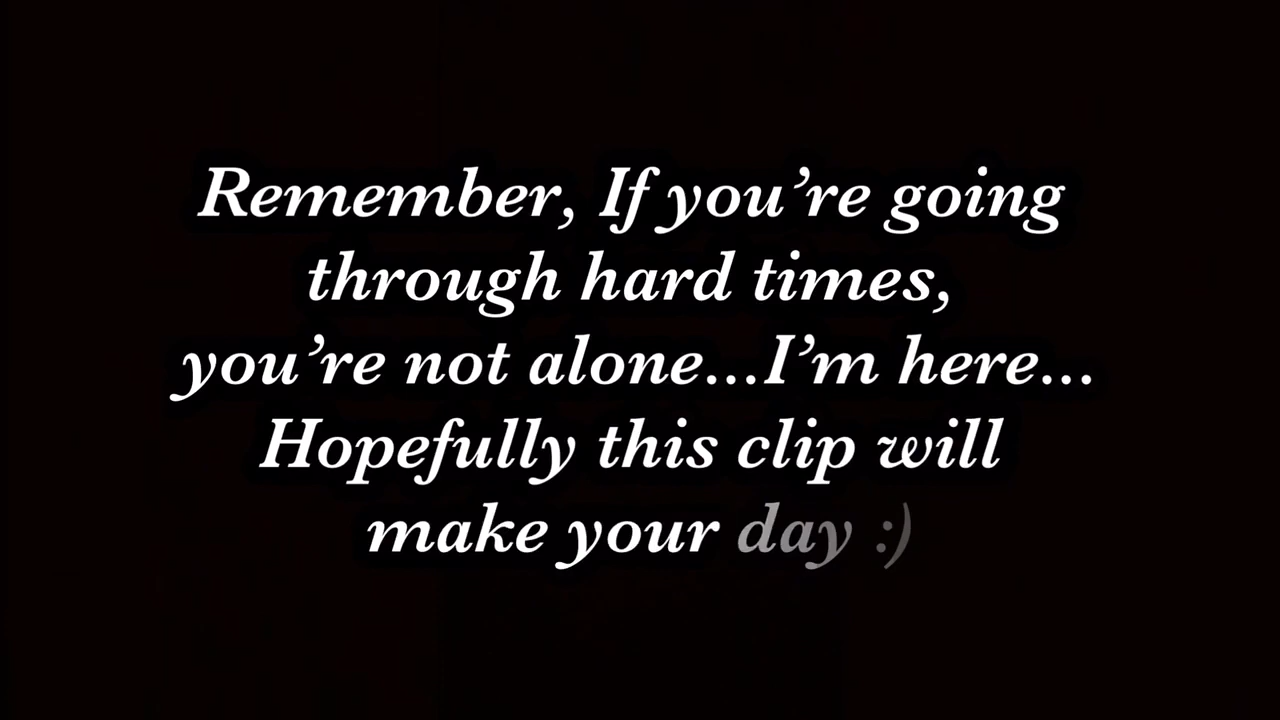 Remember, If you’re going
through hard times,
you’re not alone...I’m here...
Hopefully this clip will
make your day :)